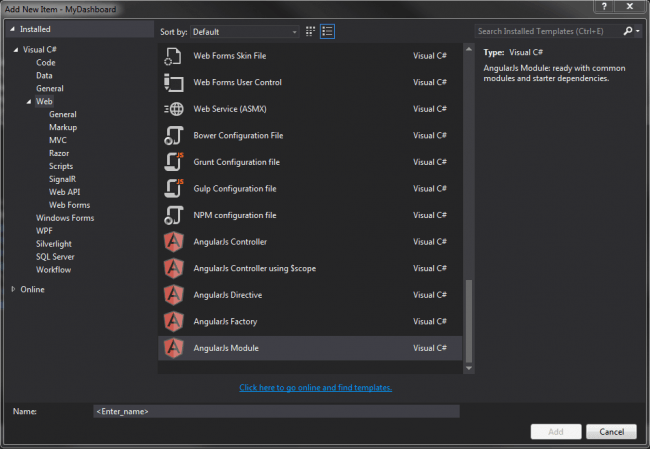 Add New Item - MyDashboard
Installed
Sort by: Default
Search Installed Templates (Ctrl+E)
Visual C#
Code
Data
General
Web
General
Markup
MVC
Razor
Scripts
SignalR
Web API
Web Forms
Windows Forms
WPF
Silverlight
SQL Server
Workflow
Online
Web Forms Skin File Visual C#
Web Forms User Control Visual C#
Web Service (ASMX) Visual C#
Bower Configuration File Visual C#
JS
Grunt Configuration file Visual C#
JS
Gulp Configuration file Visual C#
NPM configuration file Visual C#
A
AngularJs Controller Visual C#
A
AngularJs Controller using $scope Visual C#
A
AngularJs Directive Visual C#
A
AngularJs Factory Visual C#
A
AngularJs Module Visual C#
Type: Visual C#
AngularJs Module: ready with common
modules and starter dependencies.
Click here to go online and find templates.
Name: <Enter_name>
Add Cancel